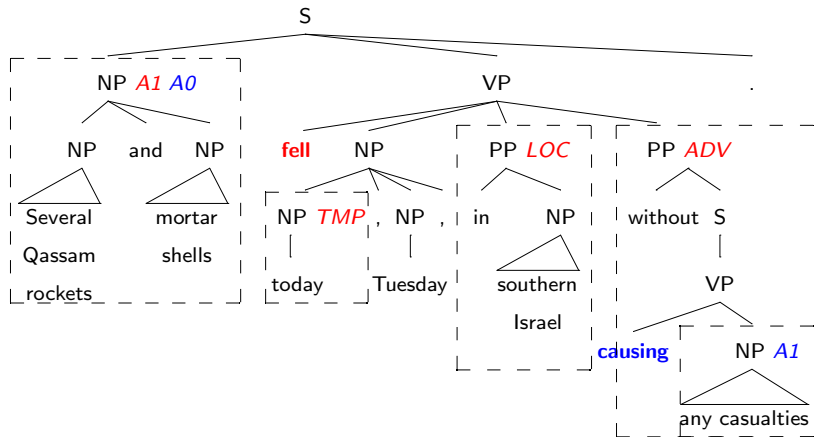 S
NP A1 A0 VP .
NP and NP fell NP PP LOC PP ADV
Several mortar NP TMP , NP , in NP without S
Qassam shells
rockets today Tuesday southern VP
Israel
causing NP A1
any casualties